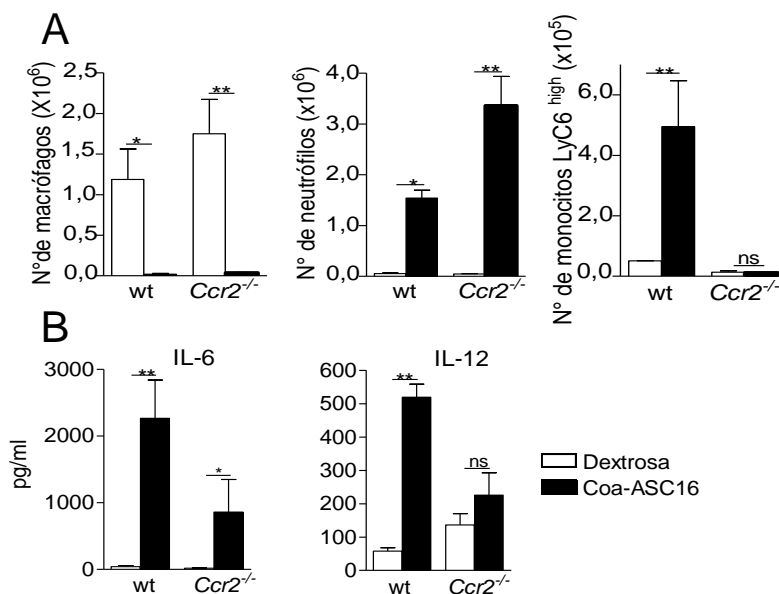 A
N°de macrófagos (X10⁶)
2,5
2,0
1,5
1,0
0,5
0,0
*
**
wt
Ccr2-/-
N° de neutrófilos (x10⁶)
4,0
3,0
2,0
1,0
0,0
*
**
wt
Ccr2-/-
N° de monocitos LyC6 high (x10⁵)
6,0
4,0
2,0
0,0
**
ns
wt
Ccr2-/-
B
IL-6
pg/ml
3000
2000
1000
0
**
*
wt
Ccr2-/-
IL-12
600
500
400
300
200
100
0
**
ns
wt
Ccr2-/-
Dextrosa
Coa-ASC16